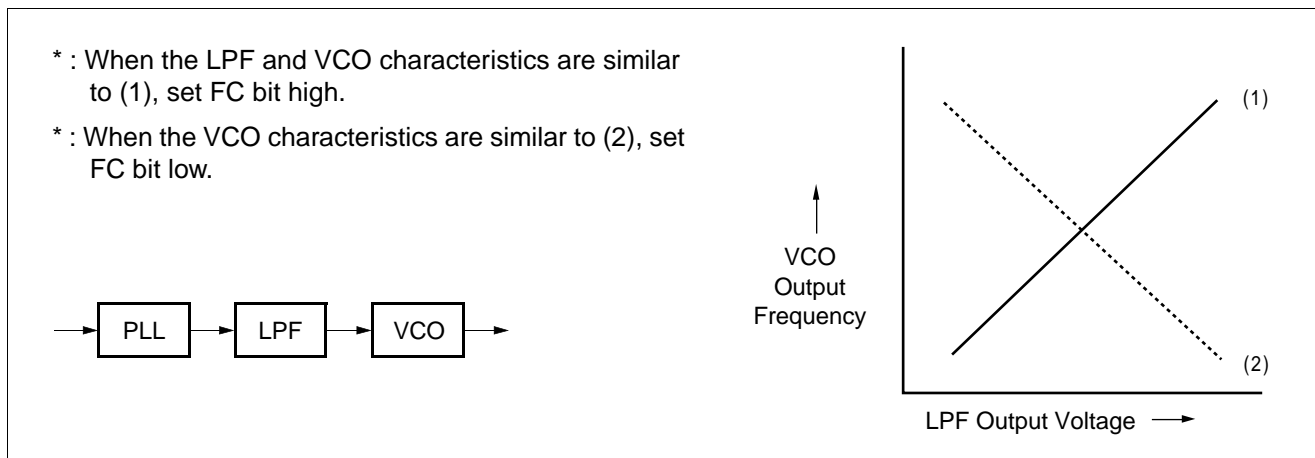 * : When the LPF and VCO characteristics are similar
to (1), set FC bit high.
* : When the VCO characteristics are similar to (2), set
FC bit low.
PLL
LPF
VCO
VCO
Output
Frequency
(1)
(2)
LPF Output Voltage